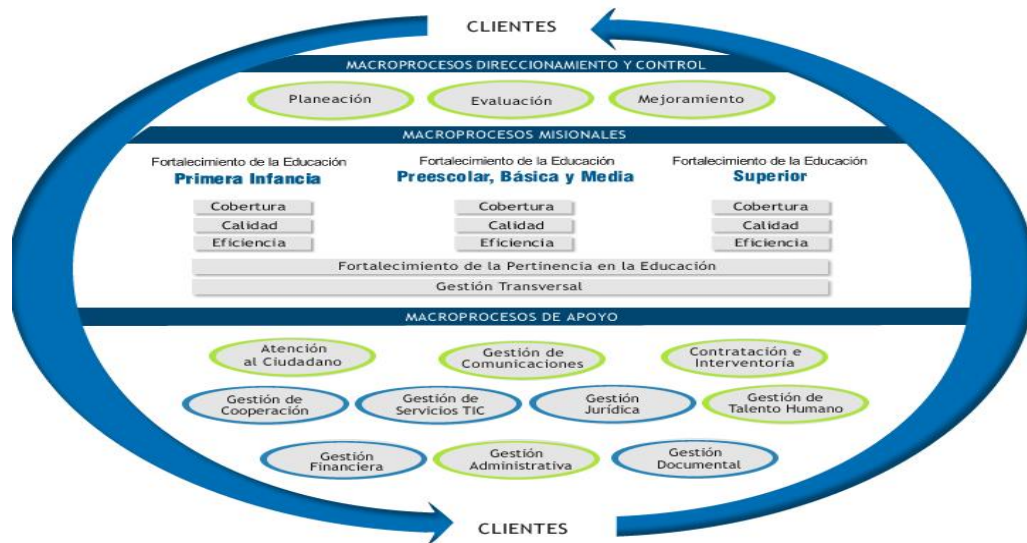 CLIENTES
MACROPROCESOS DIRECCIONAMIENTO Y CONTROL
Planeación
Evaluación
Mejoramiento
MACROPROCESOS MISIONALES
Fortalecimiento de la Educación
Primera Infancia
Fortalecimiento de la Educación
Preescolar, Básica y Media
Fortalecimiento de la Educación
Superior
Cobertura
Calidad
Eficiencia
Cobertura
Calidad
Eficiencia
Cobertura
Calidad
Eficiencia
Fortalecimiento de la Pertinencia en la Educación
Gestión Transversal
MACROPROCESOS DE APOYO
Atención
al Ciudadano
Gestión de
Comunicaciones
Contratación e
Interventoría
Gestión de
Cooperación
Gestión de
Servicios TIC
Gestión
Jurídica
Gestión de
Talento Humano
Gestión
Financiera
Gestión
Administrativa
Gestión
Documental
CLIENTES